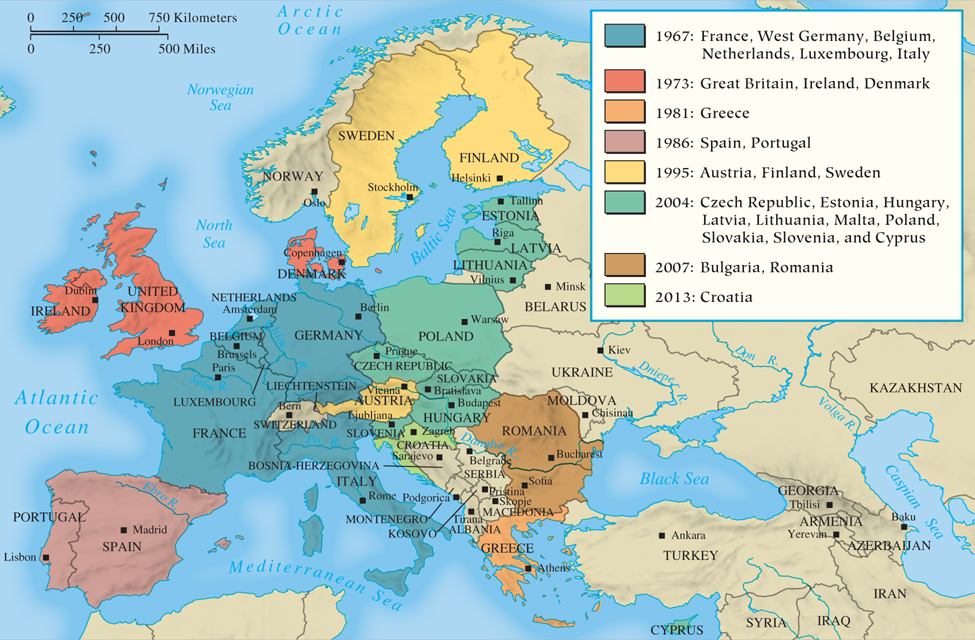 250 0 250 500 750 Kilometers
0 250 500 Miles
Arctic
Ocean
1967: France, West Germany, Belgium,
Netherlands, Luxembourg, Italy
1973: Great Britain, Ireland, Denmark
1981: Greece
1986: Spain, Portugal
1995: Austria, Finland, Sweden
2004: Czech Republic, Estonia, Hungary,
Latvia, Lithuania, Malta, Poland,
Slovakia, Slovenia, and Cyprus
2007: Bulgaria, Romania
2013: Croatia
Norwegian
Sea
SWEDEN
FINLAND
Helsinki
NORWAY
Oslo
Stockholm
Tallinn
ESTONIA
North
Sea
Baltic Sea
Riga
LATVIA
Copenhagen
DENMARK
LITHUANIA
Vilnius
Minsk
BELARUS
Dublin
IRELAND
UNITED
KINGDOM
London
NETHERLANDS
Amsterdam
Berlin
GERMANY
Warsaw
POLAND
BELGIUM
Brussels
Paris
Seine R.
LUXEMBOURG
Prague
CZECH REPUBLIC
Kiev
UKRAINE
Dnieper R.
Don R.
Volga R.
KAZAKHSTAN
LIECHTENSTEIN
Vienna
AUSTRIA
SLOVAKIA
Bratislava
Budapest
HUNGARY
MOLDOVA
Chisinau
Atlantic
Ocean
Bern
SWITZERLAND
FRANCE
Po R.
Ljubljana
SLOVENIA
Zagreb
CROATIA
Sarajevo
Danube R.
Belgrade
ROMANIA
Bucharest
BOSNIA-HERZEGOVINA
SERBIA
ITALY
Rome
Podgorica
Pristina
Sofia
Skopje
MACEDONIA
MONTENEGRO
KOSOVO
Tirana
ALBANIA
Black Sea
Caspian Sea
GEORGIA
Tbilisi
ARMENIA
Yerevan
Baku
AZERBAIJAN
Ebro R.
PORTUGAL
Madrid
SPAIN
Lisbon
Mediterranean Sea
GREECE
Athens
Ankara
TURKEY
CYPRUS
SYRIA
IRAQ
IRAN